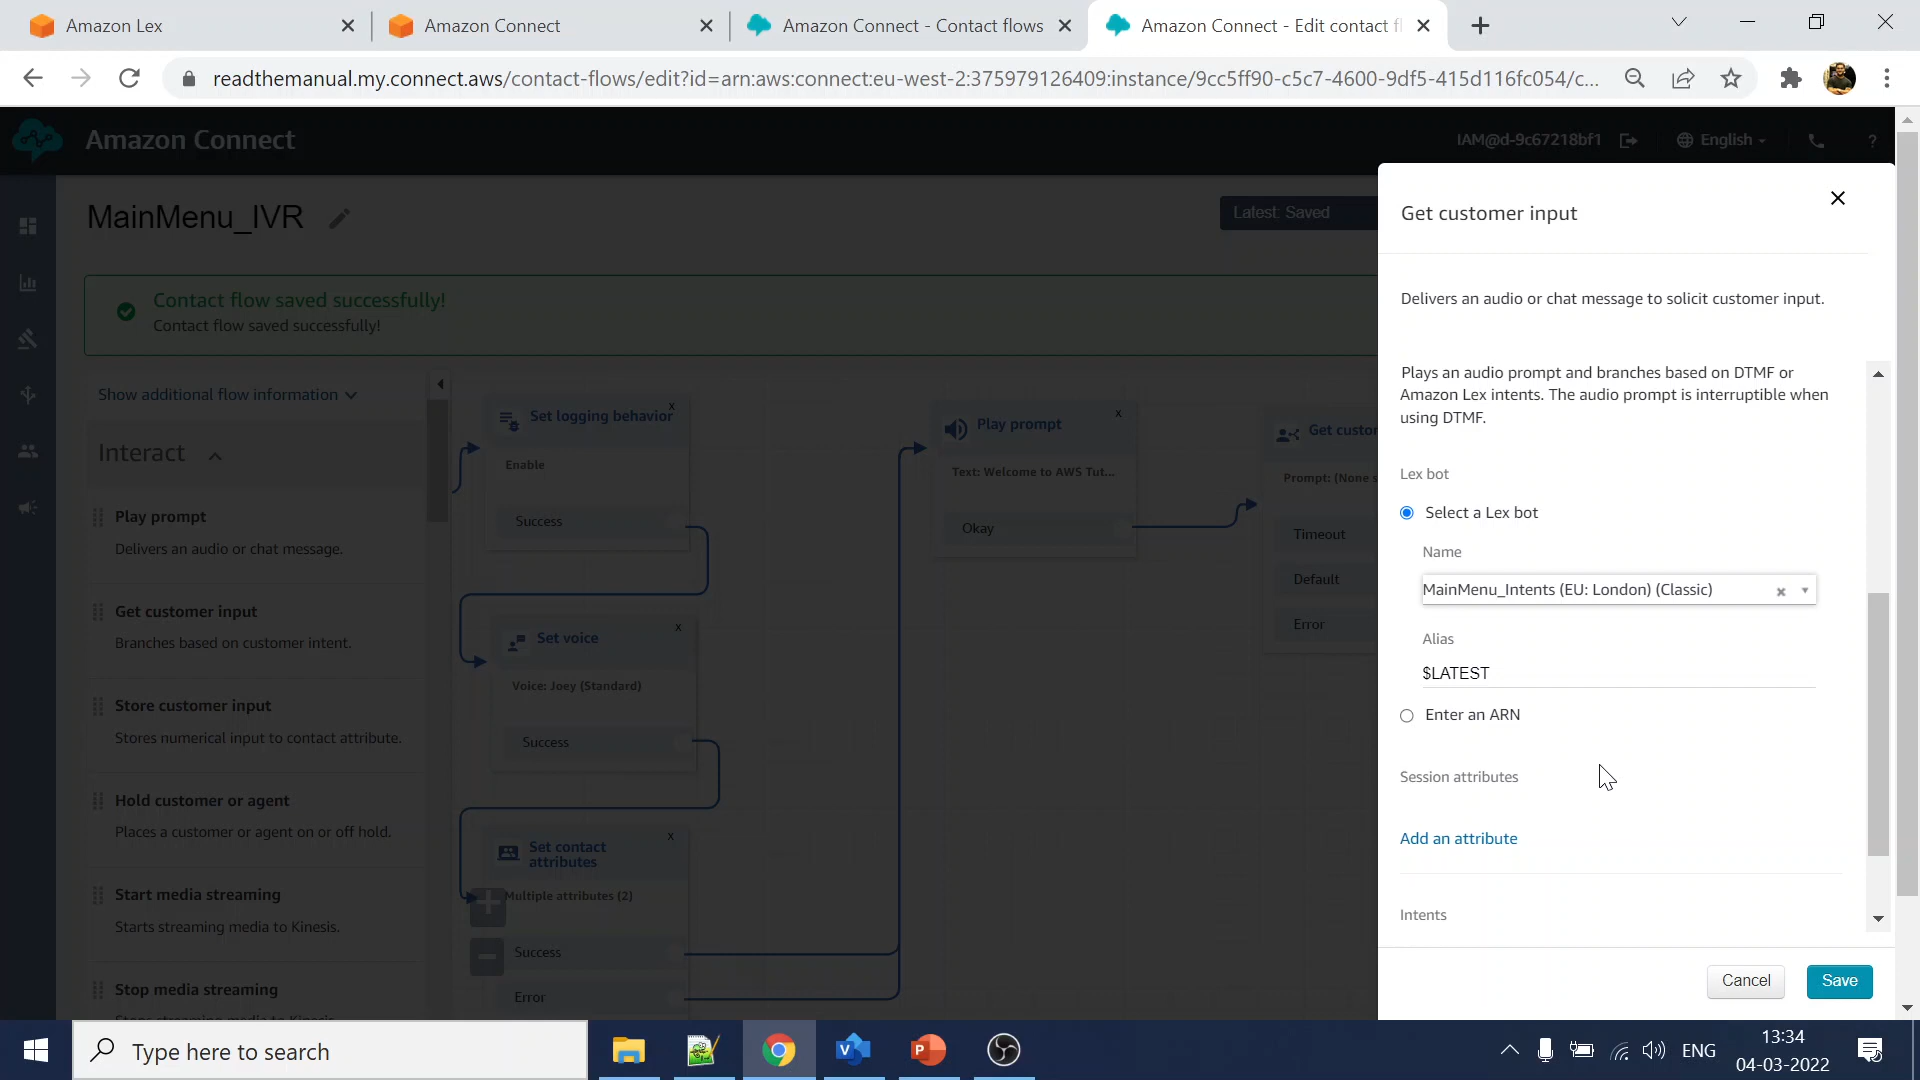 Amazon Lex
Amazon Connect
Amazon Connect - Contact flows
Amazon Connect - Edit contact fl
readthemanual.my.connect.aws/contact-flows/edit?id=arn:aws:connect:eu-west-2:375979126409:instance/9cc5ff90-c5c7-4600-9df5-415d116fc054/c...
Amazon Connect
IAM@d-9c67218bf1
English
?
MainMenu_IVR
Latest: Saved
Contact flow saved successfully!
Contact flow saved successfully!
Show additional flow information
Interact
Play prompt
Delivers an audio or chat message.
Get customer input
Branches based on customer intent.
Store customer input
Stores numerical input to contact attribute.
Hold customer or agent
Places a customer or agent on or off hold.
Start media streaming
Starts streaming media to Kinesis.
Stop media streaming
Set logging behavior
x
Enable
Success
Set voice
x
Voice: Joey (Standard)
Success
Set contact
attributes
x
Multiple attributes (2)
Success
Error
Play prompt
x
Text: Welcome to AWS Tut...
Okay
Get custo
Prompt: (None s
Timeout
Default
Error
Get customer input
Delivers an audio or chat message to solicit customer input.
Plays an audio prompt and branches based on DTMF or
Amazon Lex intents. The audio prompt is interruptible when
using DTMF.
Lex bot
Select a Lex bot
Name
MainMenu_Intents (EU: London) (Classic)
Alias
$LATEST
Enter an ARN
Session attributes
Add an attribute
Intents
Cancel
Save
Type here to search
ENG
13:34
04-03-2022